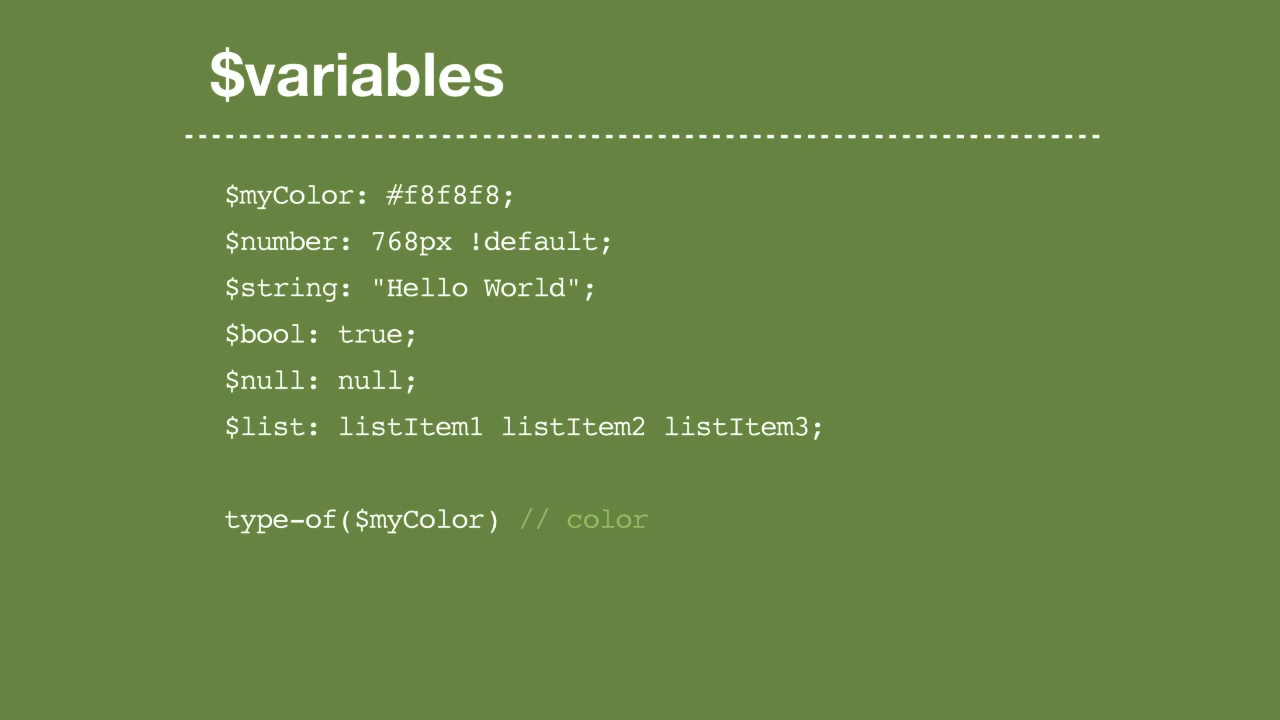 $variables
$myColor: #f8f8f8;
$number: 768px !default;
$string: "Hello World";
$bool: true;
$null: null;
$list: listItem1 listItem2 listItem3;
type-of($myColor) // color